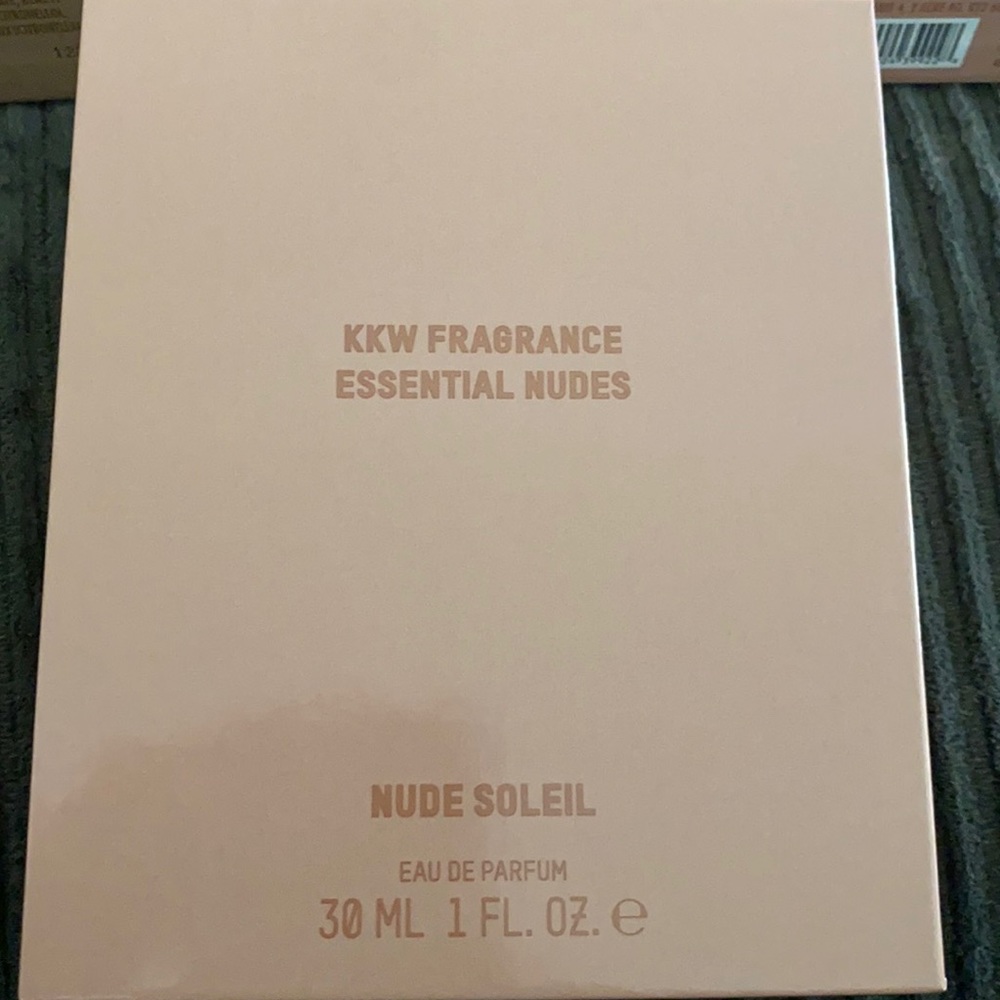 KKW FRAGRANCE
ESSENTIAL NUDES
NUDE SOLEIL
EAU DE PARFUM
30 ML 1 FL. OZ. ℮